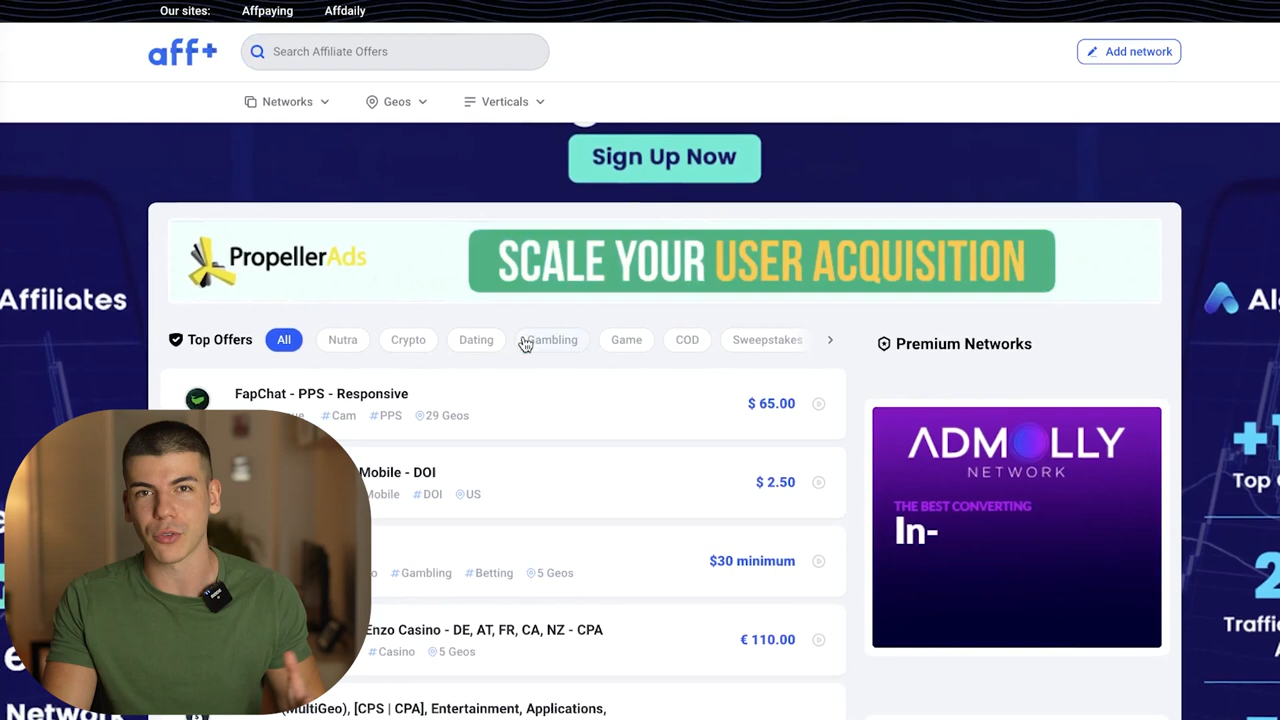 Our sites:
Affpaying
Affdaily
aff+
Search Affiliate Offers
Add network
Networks
Geos
Verticals
Sign Up Now
PropellerAds
SCALE YOUR USER ACQUISITION
Affiliates
Top Offers
All
Nutra
Crypto
Dating
Gambling
Game
COD
Sweepstakes
Premium Networks
FapChat - PPS - Responsive
$ 65.00
#Cam #PPS 29 Geos
Mobile - DOI
$ 2.50
Mobile #DOI US
$30 minimum
#Gambling #Betting 5 Geos
Enzo Casino - DE, AT, FR, CA, NZ - CPA
€ 110.00
#Casino 5 Geos
(MultiGeo), [CPS | CPA], Entertainment, Applications,
ADMOLLY
NETWORK
THE BEST CONVERTING
In-
Top
Traffi
Network